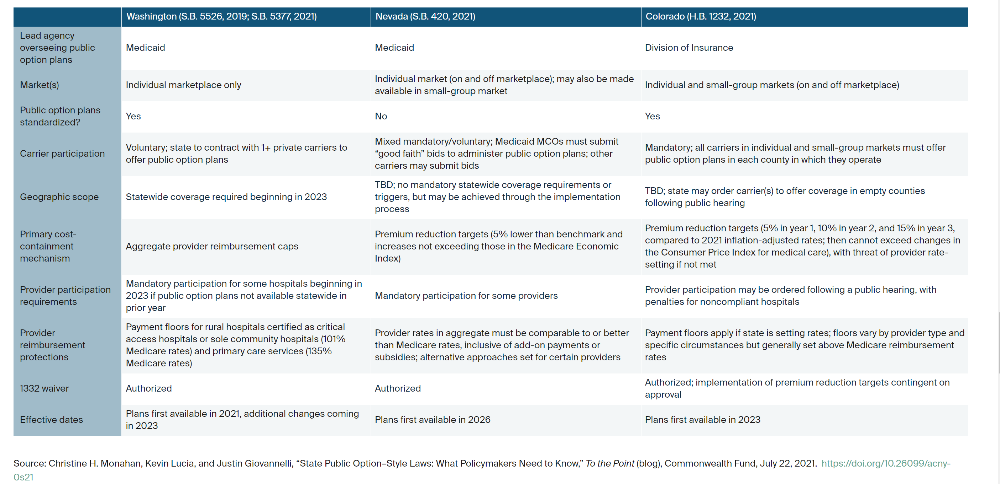 Washington (S.B. 5526, 2019; S.B. 5377, 2021)
Nevada (S.B. 420, 2021)
Colorado (H.B. 1232, 2021)
Lead agency
overseeing public
option plans
Medicaid
Medicaid
Division of Insurance
Market(s)
Individual marketplace only
Individual market (on and off marketplace); may also be made
available in small-group market
Individual and small-group markets (on and off marketplace)
Public option plans
standardized?
Yes
No
Yes
Carrier participation
Voluntary; state to contract with 1+ private carriers to
offer public option plans
Mixed mandatory/voluntary; Medicaid MCOs must submit
“good faith” bids to administer public option plans; other
carriers may submit bids
Mandatory; all carriers in individual and small-group markets must offer
public option plans in each county in which they operate
Geographic scope
Statewide coverage required beginning in 2023
TBD; no mandatory statewide coverage requirements or
triggers, but may be achieved through the implementation
process
TBD; state may order carrier(s) to offer coverage in empty counties
following public hearing
Primary cost-
containment
mechanism
Aggregate provider reimbursement caps
Premium reduction targets (5% lower than benchmark and
increases not exceeding those in the Medicare Economic
Index)
Premium reduction targets (5% in year 1, 10% in year 2, and 15% in year 3,
compared to 2021 inflation-adjusted rates; then cannot exceed changes in
the Consumer Price Index for medical care), with threat of provider rate-
setting if not met
Provider participation
requirements
Mandatory participation for some hospitals beginning in
2023 if public option plans not available statewide in
prior year
Mandatory participation for some providers
Provider participation may be ordered following a public hearing, with
penalties for noncompliant hospitals
Provider
reimbursement
protections
Payment floors for rural hospitals certified as critical
access hospitals or sole community hospitals (101%
Medicare rates) and primary care services (135%
Medicare rates)
Provider rates in aggregate must be comparable to or better
than Medicare rates, inclusive of add-on payments or
subsidies; alternative approaches set for certain providers
Payment floors apply if state is setting rates; floors vary by provider type and
specific circumstances but generally set above Medicare reimbursement
rates
1332 waiver
Authorized
Authorized
Authorized; implementation of premium reduction targets contingent on
approval
Effective dates
Plans first available in 2021, additional changes coming
in 2023
Plans first available in 2026
Plans first available in 2023
Source: Christine H. Monahan, Kevin Lucia, and Justin Giovannelli, “State Public Option–Style Laws: What Policymakers Need to Know,” To the Point (blog), Commonwealth Fund, July 22, 2021. https://doi.org/10.26099/acny-
0s21